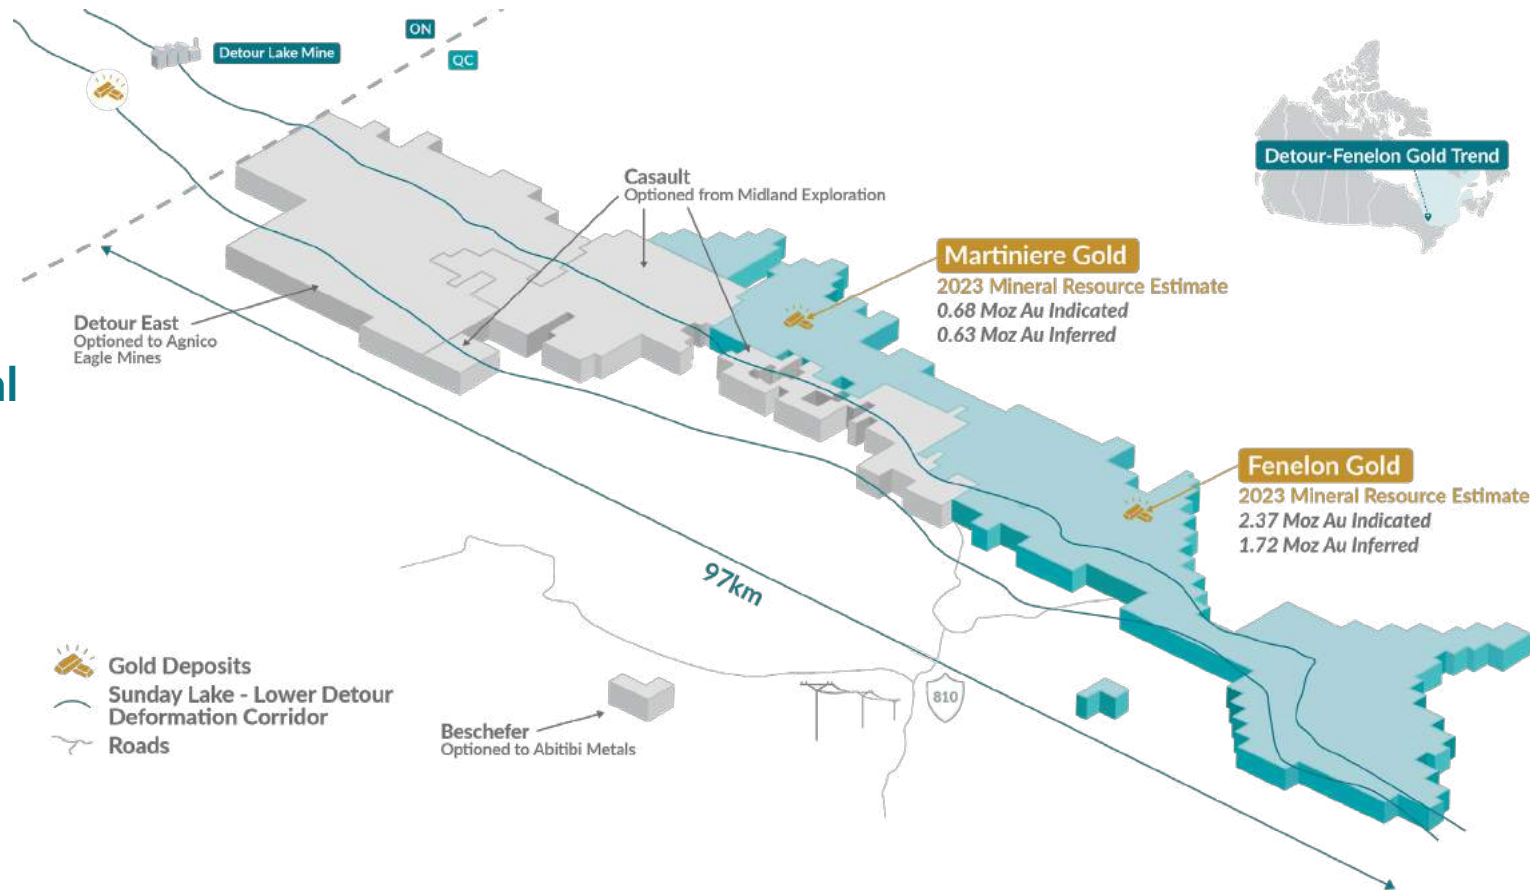 ON
Detour Lake Mine
QC
Detour-Fenelon Gold Trend
Casault
Optioned from Midland Exploration
Martiniere Gold
2023 Mineral Resource Estimate
0.68 Moz Au Indicated
0.63 Moz Au Inferred
Detour East
Optioned to Agnico
Eagle Mines
Fenelon Gold
2023 Mineral Resource Estimate
2.37 Moz Au Indicated
1.72 Moz Au Inferred
97km
Gold Deposits
Sunday Lake - Lower Detour
Deformation Corridor
Roads
810
Beschefer
Optioned to Abitibi Metals